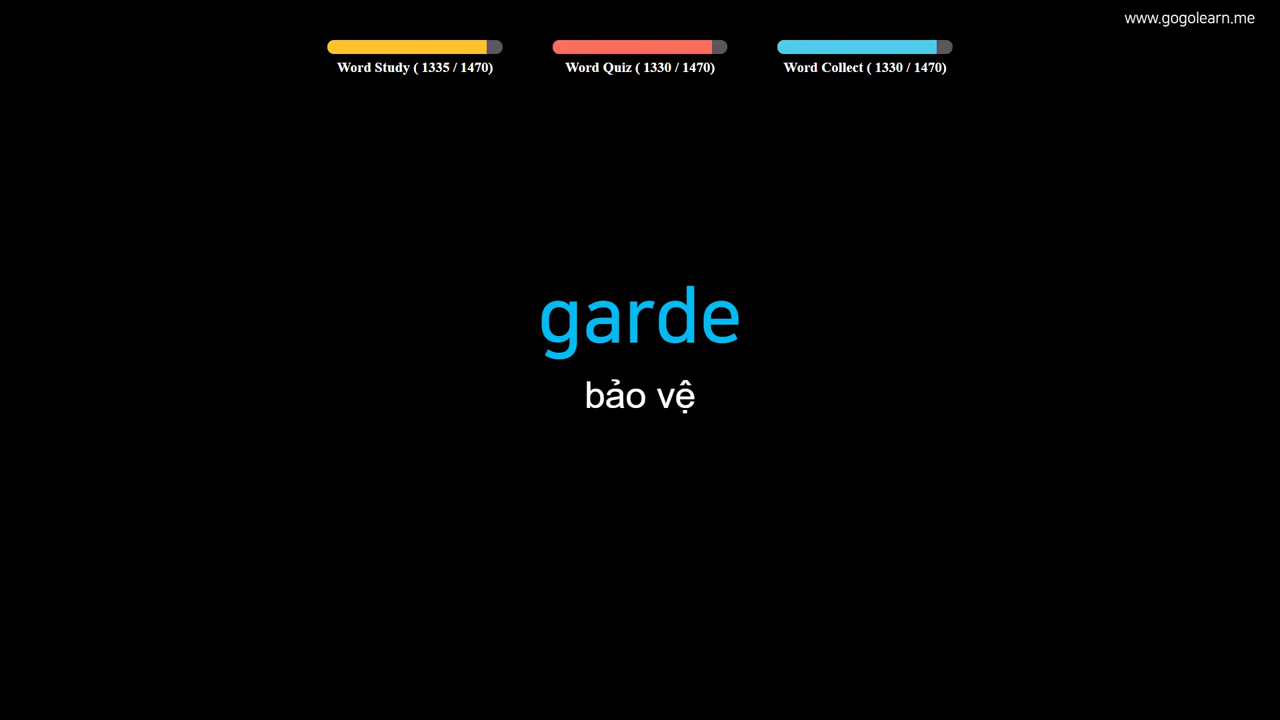 www.gogolearn.me
Word Study ( 1335 / 1470)
Word Quiz ( 1330 / 1470)
Word Collect ( 1330 / 1470)
garde
bảo vệ